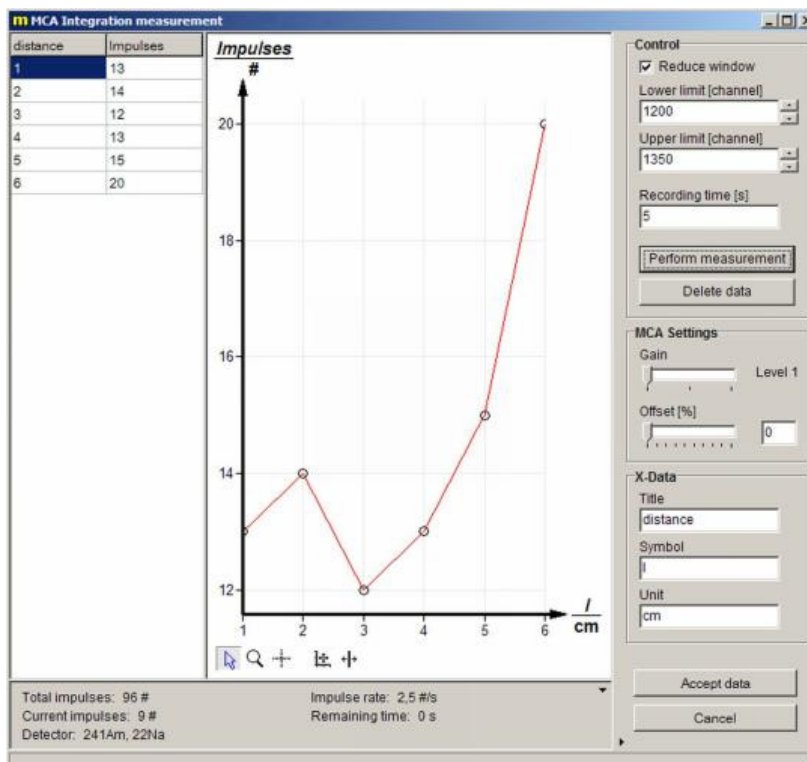 m MCA Integration measurement
distance Impulses
1 13
2 14
3 12
4 13
5 15
6 20
Impulses
#
20
18
16
14
12
1 2 3 4 5 6
l
cm
Control
Reduce window
Lower limit [channel]
1200
Upper limit [channel]
1350
Recording time [s]
5
Perform measurement
Delete data
MCA Settings
Gain
Level 1
Offset [%]
0
X-Data
Title
distance
Symbol
l
Unit
cm
Accept data
Cancel
Total impulses: 96 # Impulse rate: 2,5 #/s
Current impulses: 9 # Remaining time: 0 s
Detector: 241Am, 22Na